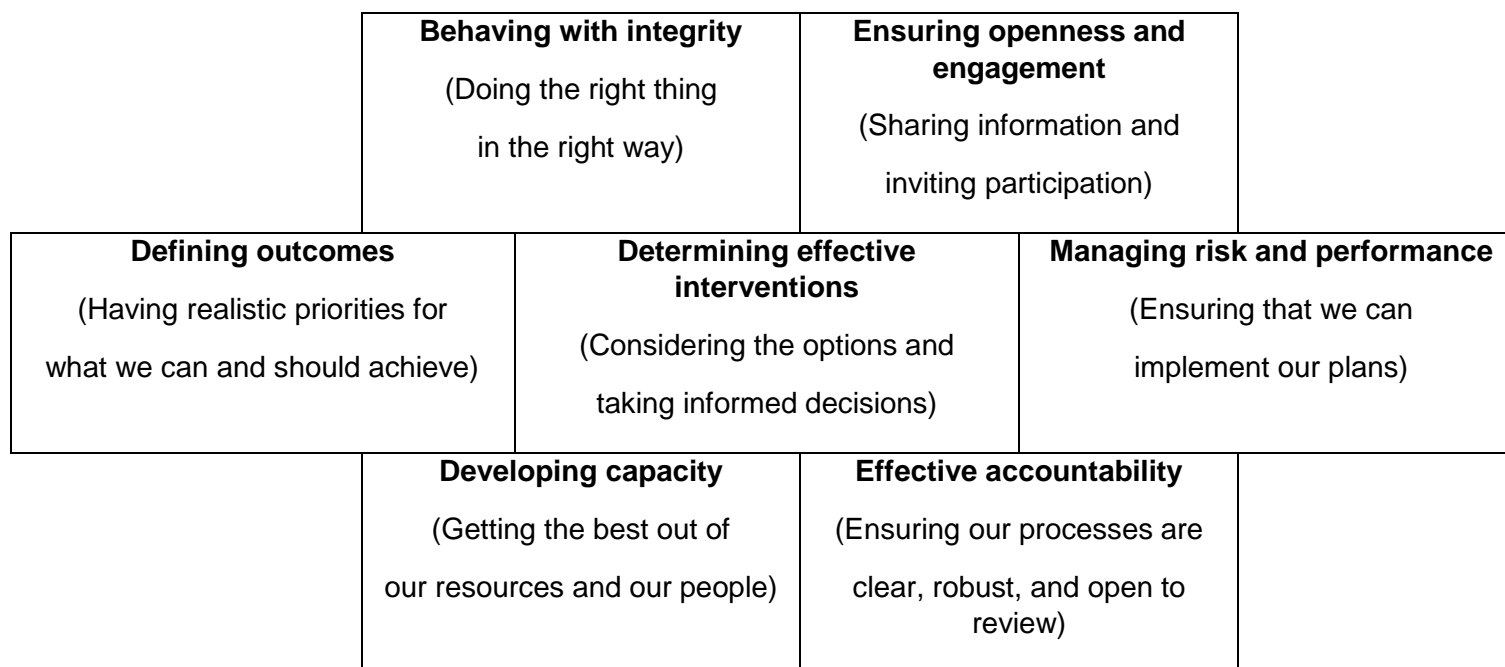 Behaving with integrity
(Doing the right thing
in the right way)
Ensuring openness and
engagement
(Sharing information and
inviting participation)
Defining outcomes
(Having realistic priorities for
what we can and should achieve)
Determining effective
interventions
(Considering the options and
taking informed decisions)
Managing risk and performance
(Ensuring that we can
implement our plans)
Developing capacity
(Getting the best out of
our resources and our people)
Effective accountability
(Ensuring our processes are
clear, robust, and open to
review)